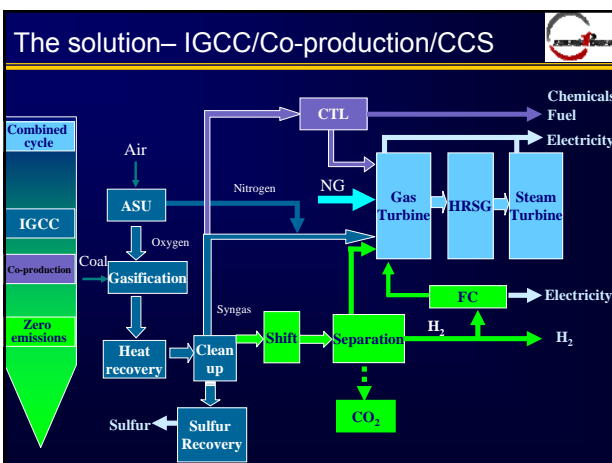 The solution– IGCC/Co-production/CCS
Chemicals
Fuel
Combined
cycle
CTL
Electricity
Air
NG
Gas
Turbine
HRSG
Steam
Turbine
ASU
Nitrogen
IGCC
Oxygen
Co-production
Coal
Gasification
FC
Electricity
Syngas
Zero
emissions
Shift
Separation
H2
H2
Heat
recovery
Clean
up
CO2
Sulfur
Sulfur
Recovery